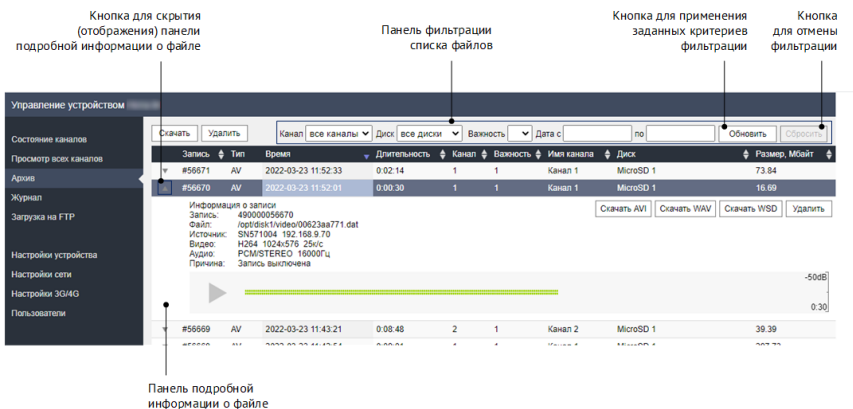 Кнопка для скрытия
(отображения) панели
подробной информации о файле
Панель фильтрации
списка файлов
Кнопка для применения
заданных критериев
фильтрации
Кнопка
для отмены
фильтрации
Управление устройством
Состояние каналов
Просмотр всех каналов
Архив
Журнал
Загрузка на FTP
Настройки устройства
Настройки сети
Настройки 3G/4G
Пользователи
Скачать Удалить Канал все каналы Диск все диски Важность Дата с по Обновить Сбросить
Запись Тип Время Длительность Канал Важность Имя канала Диск Размер, Мбайт
#56671 AV 2022-03-23 11:52:33 0:02:14 1 1 Канал 1 MicroSD 1 73.84
#56670 AV 2022-03-23 11:52:01 0:00:30 1 1 Канал 1 MicroSD 1 16.69
Информация о записи
Запись: 490000056670
Файл: /opt/disk1/video/00623aa771.dat
Источник: SN571004 192.168.9.70
Видео: H264 1024x576 25к/с
Аудио: PCM/STEREO 16000Гц
Причина: Запись выключена
Скачать AVI Скачать WAV Скачать WSD Удалить
-50dB
0:30
#56669 AV 2022-03-23 11:43:21 0:08:48 2 1 Канал 2 MicroSD 1 39.39
Панель подробной
информации о файле